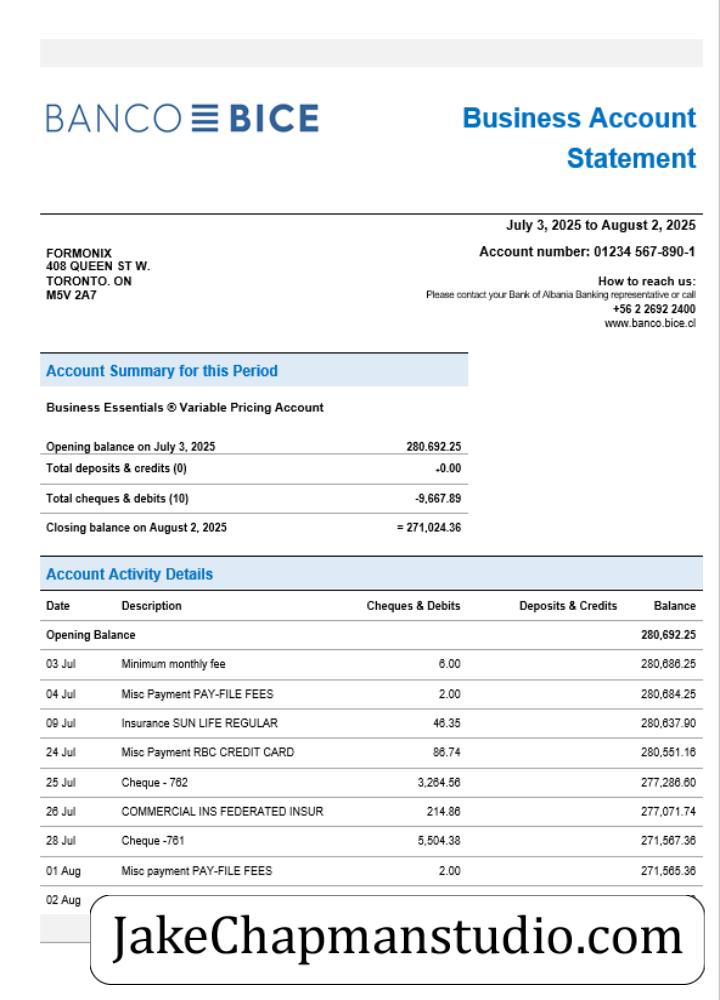 BANCO BICE
Business Account
Statement
July 3, 2025 to August 2, 2025
Account number: 01234 567-890-1
FORMONIX
408 QUEEN ST W.
TORONTO. ON
M5V 2A7
How to reach us:
Please contact your Bank of Albania Banking representive or call
+56 2 2692 2400
www.banco.bice.cl
Account Summary for this Period
Business Essentials ® Variable Pricing Account
Opening balance on July 3, 2025 280.692.25
Total deposits & credits (0) +0.00
Total cheques & debits (10) -9,667.89
Closing balance on August 2, 2025 = 271,024.36
Account Activity Details
Date Description Cheques & Debits Deposits & Credits Balance
Opening Balance 280,692.25
03 Jul Minimum monthly fee 6.00 280,686.25
04 Jul Misc Payment PAY-FILE FEES 2.00 280,684.25
09 Jul Insurance SUN LIFE REGULAR 46.35 280,637.90
24 Jul Misc Payment RBC CREDIT CARD 86.74 280,551.16
25 Jul Cheque - 762 3,264.56 277,286.60
26 Jul COMMERCIAL INS FEDERATED INSUR 214.86 277,071.74
28 Jul Cheque -761 5,504.38 271,567.36
01 Aug Misc payment PAY-FILE FEES 2.00 271,565.36
02 Aug
JakeChapmanstudio.com